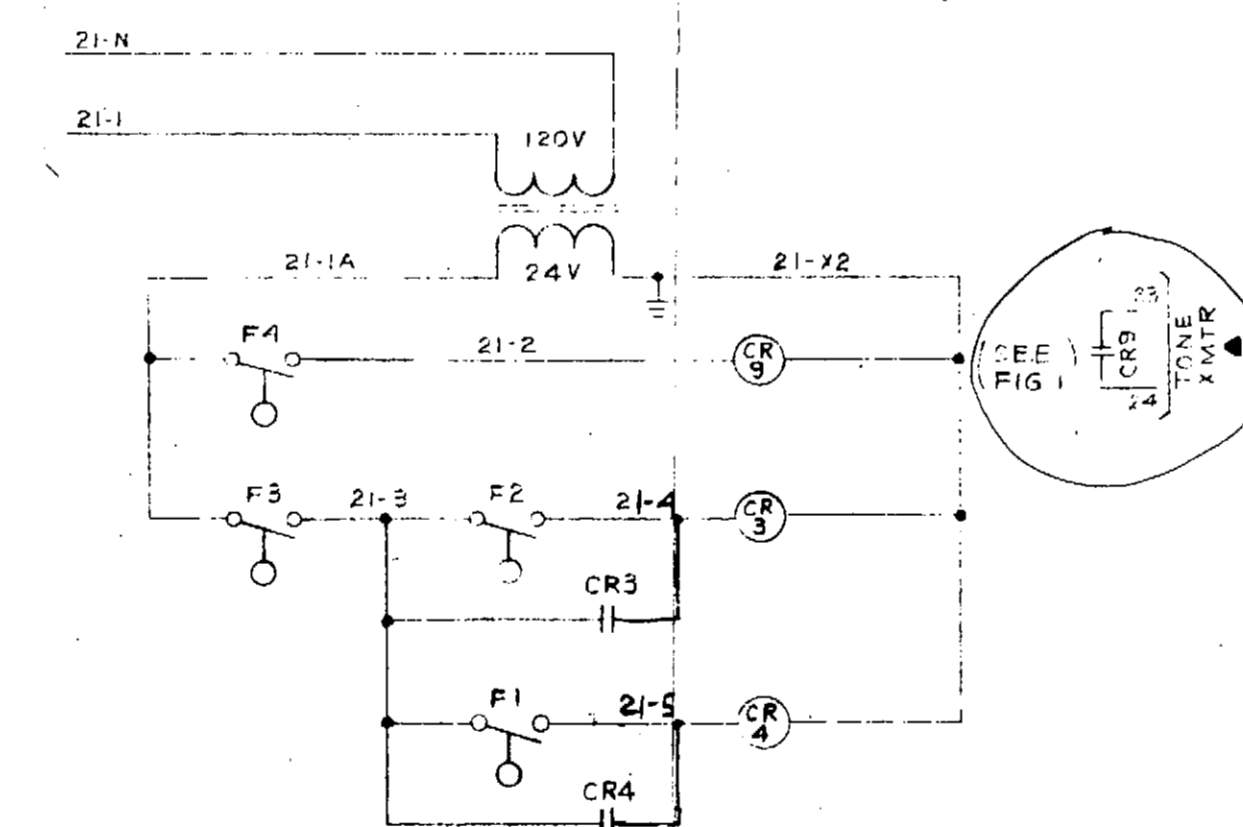 21-N
21-1
120V
21-1A
24V
21-X2
F4
21-2
CR
9
(SEE
FIG 1)
CR9
24
TONE
XMTR
F3
21-3
F2
21-4
CR
3
CR3
F1
21-5
CR
4
CR4